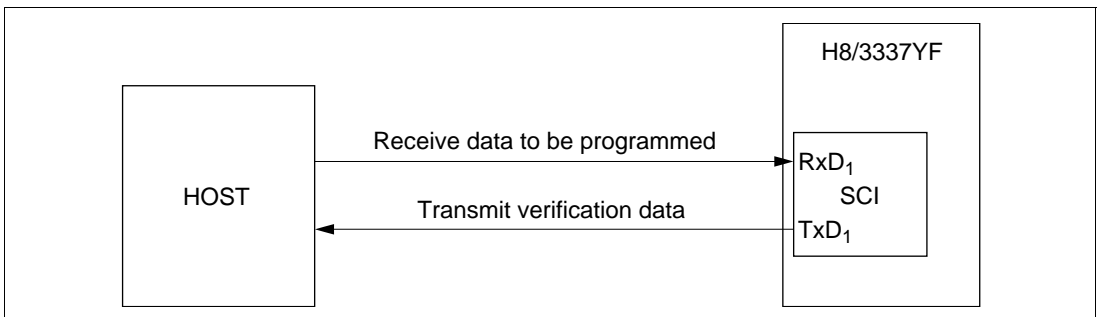 H8/3337YF
Receive data to be programmed
RxD₁
HOST
SCI
Transmit verification data
TxD₁